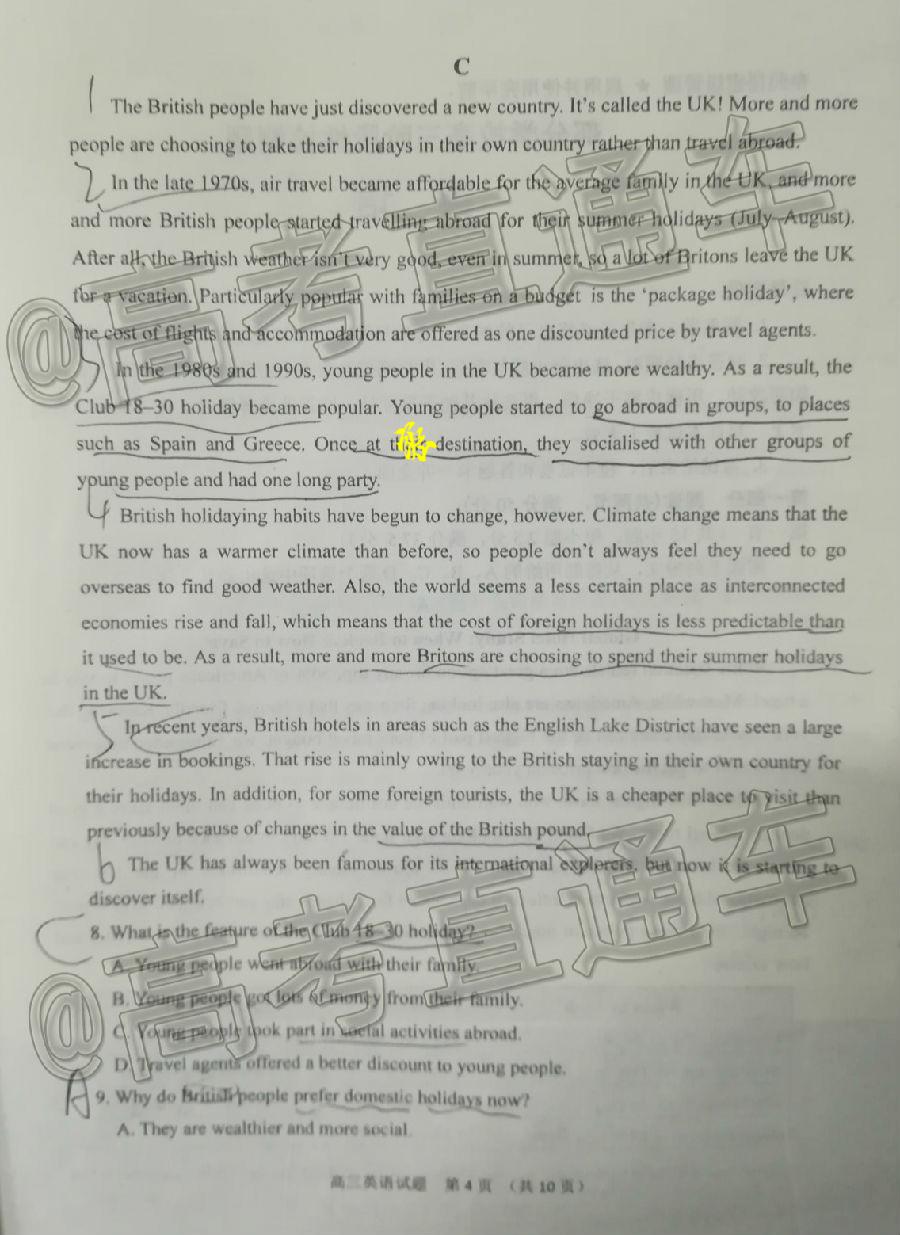 C
1
The British people have just discovered a new country. It's called the UK! More and more
people are choosing to take their holidays in their own country rather than travel abroad.
2
In the late 1970s, air travel became affordable for the average family in the UK, and more
and more British people started travelling abroad for their summer holidays (July–August).
After all, the British weather isn't very good, even in summer, so a lot of Britons leave the UK
for a vacation. Particularly popular with families on a budget is the 'package holiday', where
the cost of flights and accommodation are offered as one discounted price by travel agents.
3
In the 1980s and 1990s, young people in the UK became more wealthy. As a result, the
Club 18–30 holiday became popular. Young people started to go abroad in groups, to places
such as Spain and Greece. Once at destination, they socialised with other groups of
young people and had one long party.
4
British holidaying habits have begun to change, however. Climate change means that the
UK now has a warmer climate than before, so people don't always feel they need to go
overseas to find good weather. Also, the world seems a less certain place as interconnected
economies rise and fall, which means that the cost of foreign holidays is less predictable than
it used to be. As a result, more and more Britons are choosing to spend their summer holidays
in the UK.
5
In recent years, British hotels in areas such as the English Lake District have seen a large
increase in bookings. That rise is mainly owing to the British staying in their own country for
their holidays. In addition, for some foreign tourists, the UK is a cheaper place to visit than
previously because of changes in the value of the British pound.
6
The UK has always been famous for its international explorers, but now it is starting to
discover itself.
C
8. What is the feature of the Club 18–30 holiday?
A. Young people went abroad with their family.
B. Young people got lots of money from their family.
C. Young people took part in social activities abroad.
D. Travel agents offered a better discount to young people.
A
9. Why do British people prefer domestic holidays now?
A. They are wealthier and more social.
高三英语试题 第 4 页 (共 10 页)
@高考直通车
@高考直通车